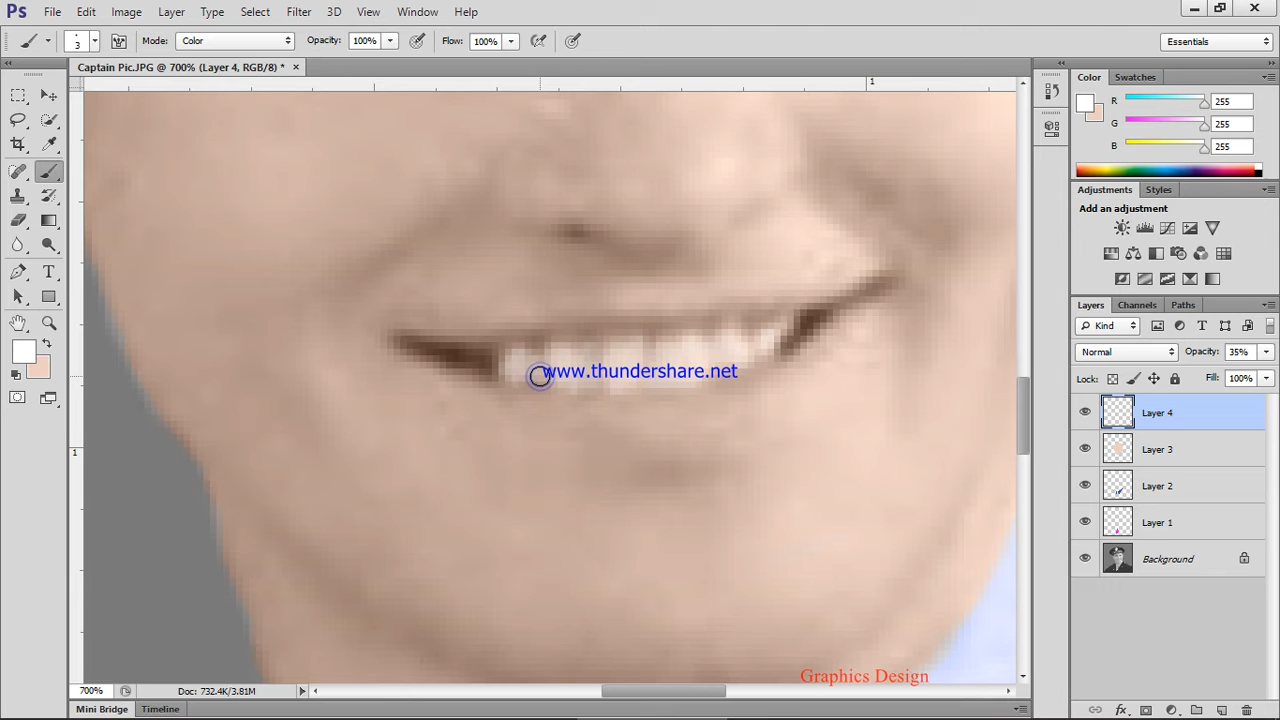 Ps File Edit Image Layer Type Select Filter 3D View Window Help
3 Mode: Color Opacity: 100% Flow: 100% Essentials
Captain Pic.JPG @ 700% (Layer 4, RGB/8) * ×
1
Color Swatches
R 255
G 255
B 255
Adjustments Styles
Add an adjustment
Layers Channels Paths
Kind
Normal Opacity: 35%
Lock: Fill: 100%
Layer 4
Layer 3
Layer 2
Layer 1
Background
www.thundershare.net
1
Graphics Design
700% Doc: 732.4K/3.81M
Mini Bridge Timeline